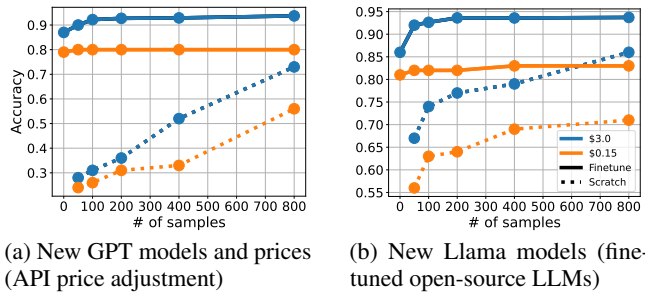 Accuracy
0.9
0.8
0.7
0.6
0.5
0.4
0.3
0 100 200 300 400 500 600 700 800
# of samples
(a) New GPT models and prices
(API price adjustment)
0.95
0.90
0.85
0.80
0.75
0.70
0.65
0.60
0.55
$3.0
$0.15
Finetune
Scratch
0 100 200 300 400 500 600 700 800
# of samples
(b) New Llama models (fine-
tuned open-source LLMs)